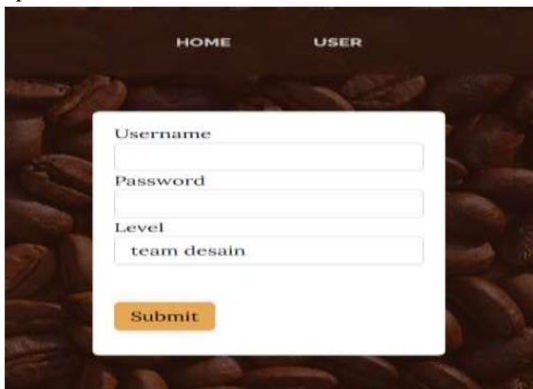 HOME USER
Username
Password
Level
team desain
Submit